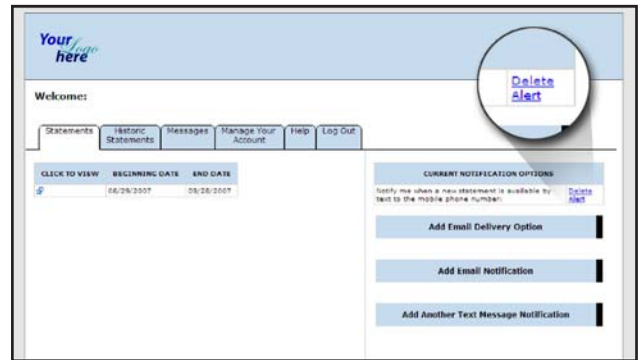 Your
Logo
here
Delete
Alert
Welcome:
Statements
Historic
Statements
Messages
Manage Your
Account
Help
Log Out
CLICK TO VIEW BEGINNING DATE END DATE
08/29/2007 09/28/2007
CURRENT NOTIFICATION OPTIONS
Notify me when a new statement is available by
text to the mobile phone number:
Delete
Alert
Add Email Delivery Option
Add Email Notification
Add Another Text Message Notification